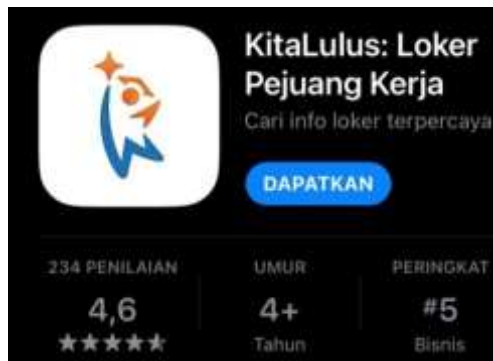 KitaLulus: Loker
Pejuang Kerja
Cari info loker terpercaya
DAPATKAN
234 PENILAIAN
UMUR
PERINGKAT
4,6
4+
#5
Tahun
Bisnis